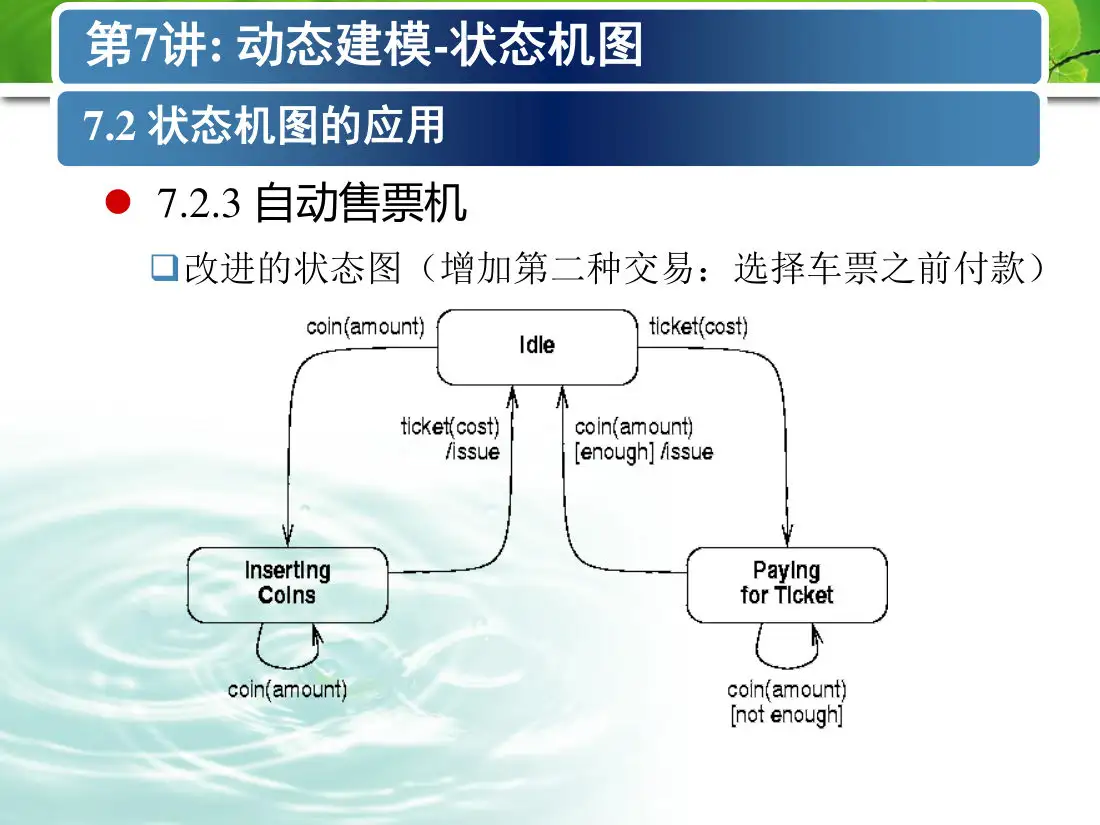 第7讲: 动态建模-状态机图
7.2 状态机图的应用
7.2.3 自动售票机
改进的状态图（增加第二种交易：选择车票之前付款）
coin(amount)
Idle
ticket(cost)
ticket(cost)
/issue
coin(amount)
[enough] /issue
Inserting
Coins
Paying
for Ticket
coin(amount)
coin(amount)
[not enough]